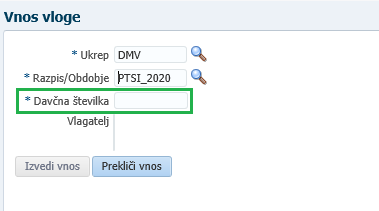 Vnos vloge
* Ukrep DMV
* Razpis/Obdobje PTSI_2020
* Davčna številka
Vlagatelj
Izvedi vnos Prekliči vnos